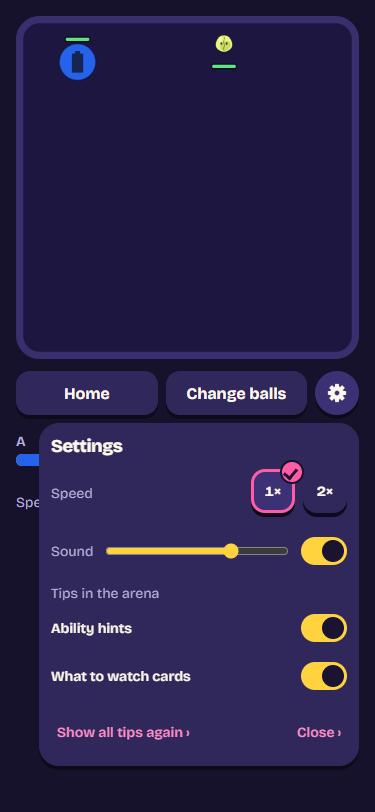 Home
Change balls
A
Settings
Spe
Speed
1×
2×
Sound
Tips in the arena
Ability hints
What to watch cards
Show all tips again ›
Close ›